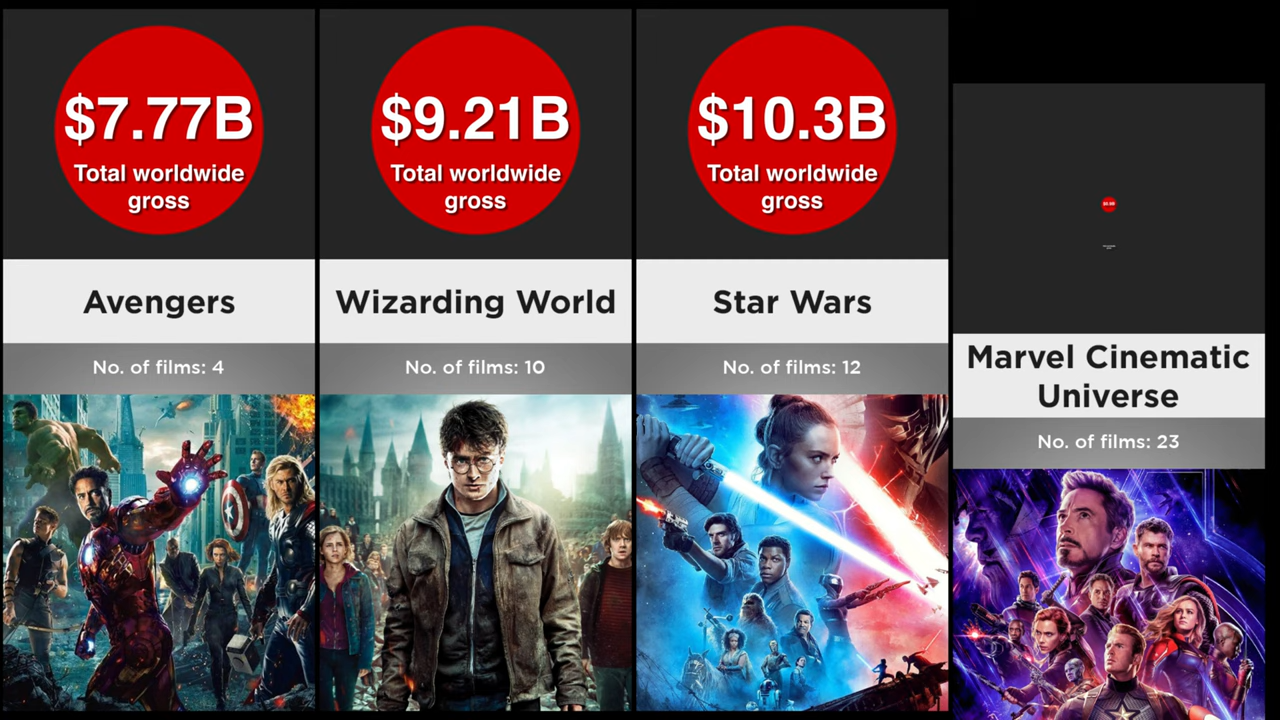 $7.77B
Total worldwide
gross
Avengers
No. of films: 4
$9.21B
Total worldwide
gross
Wizarding World
No. of films: 10
$10.3B
Total worldwide
gross
Star Wars
No. of films: 12
Marvel Cinematic
Universe
No. of films: 23